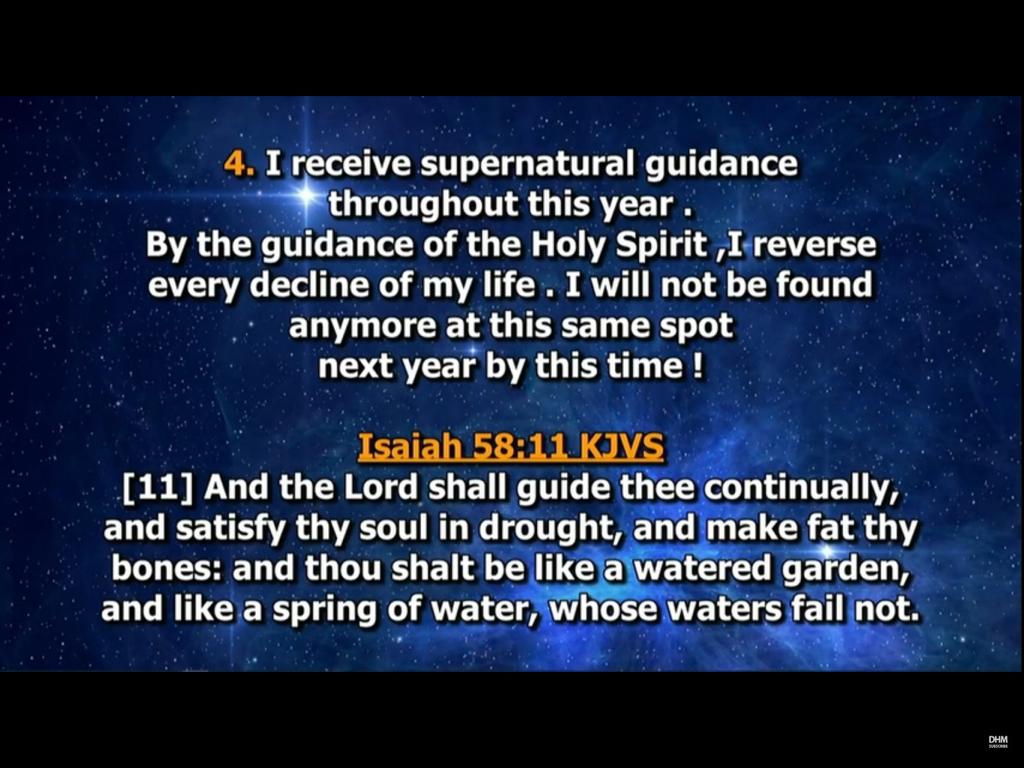 4. I receive supernatural guidance
throughout this year .
By the guidance of the Holy Spirit ,I reverse
every decline of my life . I will not be found
anymore at this same spot
next year by this time !
Isaiah 58:11 KJVS
[11] And the Lord shall guide thee continually,
and satisfy thy soul in drought, and make fat thy
bones: and thou shalt be like a watered garden,
and like a spring of water, whose waters fail not.
DHM
SUBSCRIBE